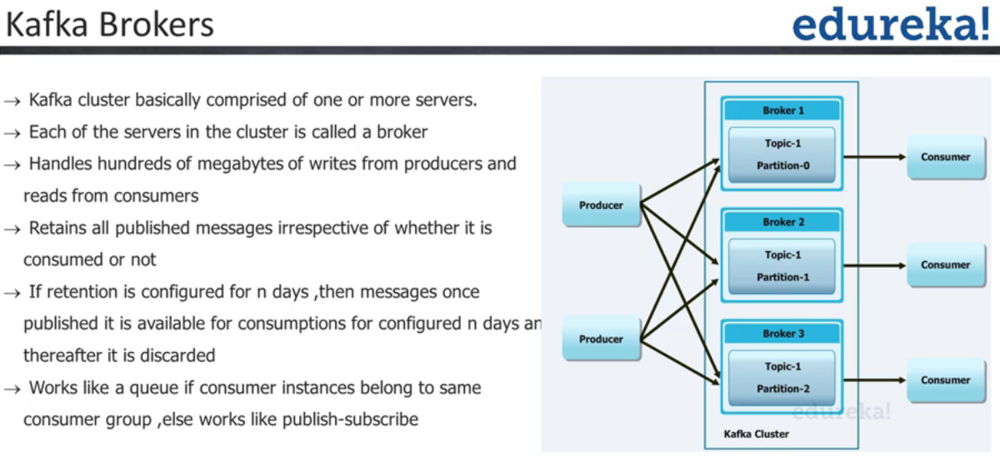 Kafka Brokers
edureka!
→ Kafka cluster basically comprised of one or more servers.
→ Each of the servers in the cluster is called a broker
→ Handles hundreds of megabytes of writes from producers and
reads from consumers
→ Retains all published messages irrespective of whether it is
consumed or not
→ If retention is configured for n days ,then messages once
published it is available for consumptions for configured n days an
thereafter it is discarded
→ Works like a queue if consumer instances belong to same
consumer group ,else works like publish-subscribe
Producer
Producer
Broker 1
Topic-1
Partition-0
Broker 2
Topic-1
Partition-1
Broker 3
Topic-1
Partition-2
edureka!
Kafka Cluster
Consumer
Consumer
Consumer